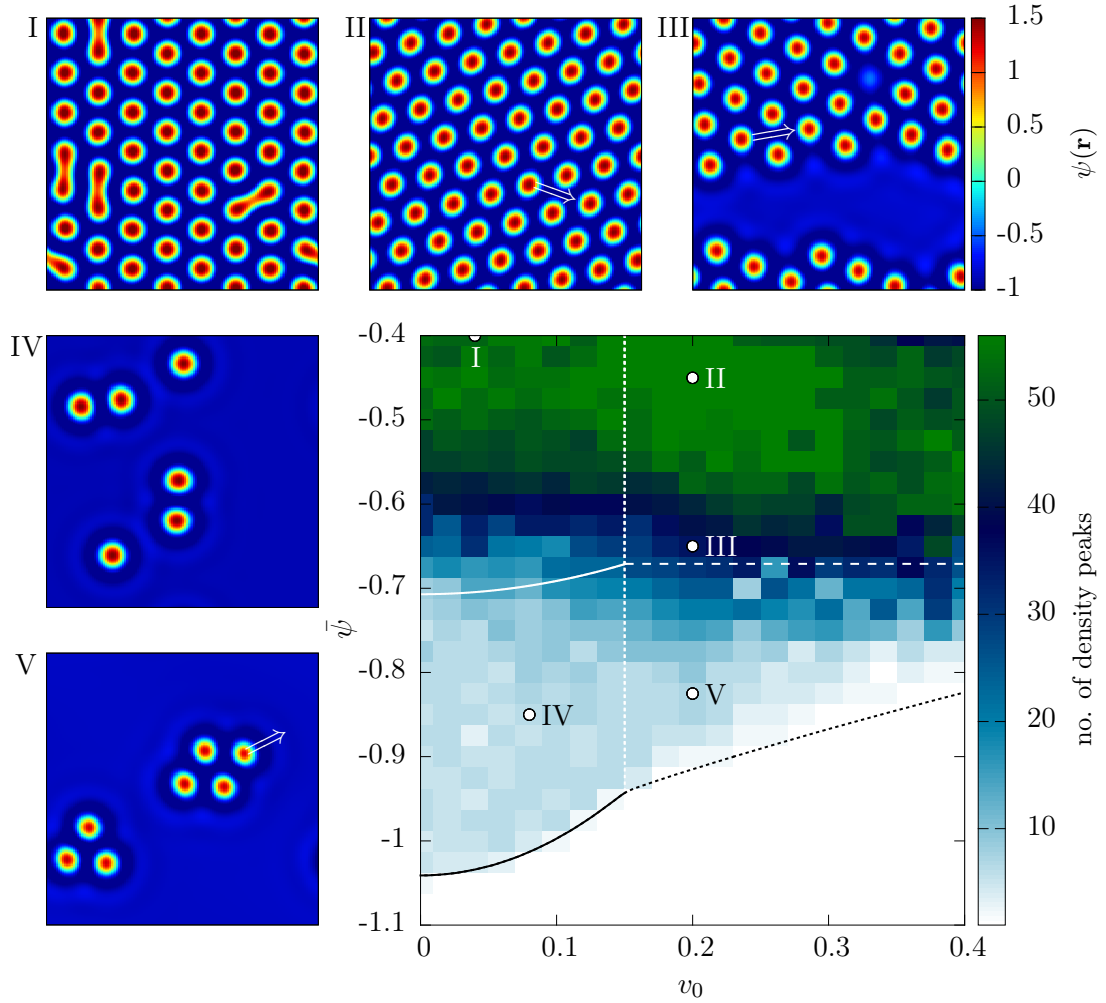 I
II
III
1.5
1
0.5
0
-0.5
-1
ψ(r)
IV
V
-0.4
-0.5
-0.6
-0.7
-0.8
-0.9
-1
-1.1
ψ̄
I
II
III
IV
V
0
0.1
0.2
0.3
0.4
v₀
50
40
30
20
10
no. of density peaks